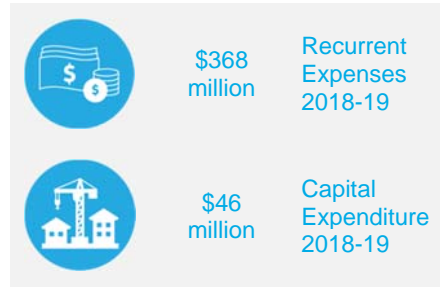 $368
million
Recurrent
Expenses
2018-19
$
$
$46
million
Capital
Expenditure
2018-19